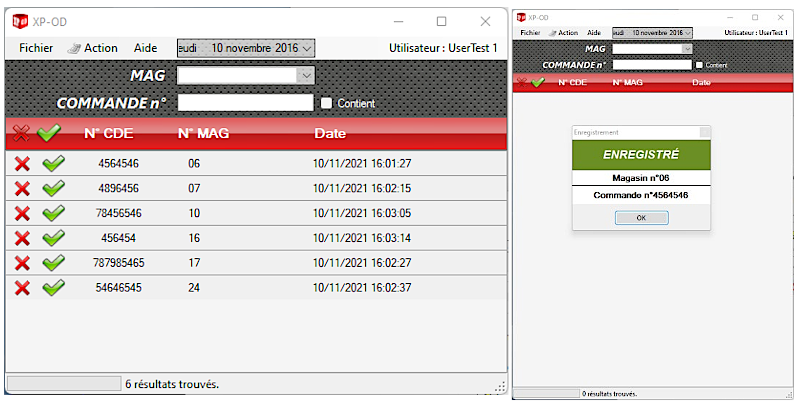 XP-OD
Fichier Action Aide eudi 10 novembre 2016 Utilisateur : UserTest 1
MAG
COMMANDE n° Contient
N° CDE N° MAG Date
4564546 06 10/11/2021 16:01:27
4896456 07 10/11/2021 16:02:15
78456546 10 10/11/2021 16:03:05
456454 16 10/11/2021 16:03:14
787985465 17 10/11/2021 16:02:27
54646545 24 10/11/2021 16:02:37
6 résultats trouvés.
XP-OD
Fichier Action Aide eudi 10 novembre 2016 Utilisateur : UserTest 1
MAG
COMMANDE n° Contient
N° CDE N° MAG Date
Enregistrement
ENREGISTRÉ
Magasin n°06
Commande n°4564546
OK
0 résultats trouvés.